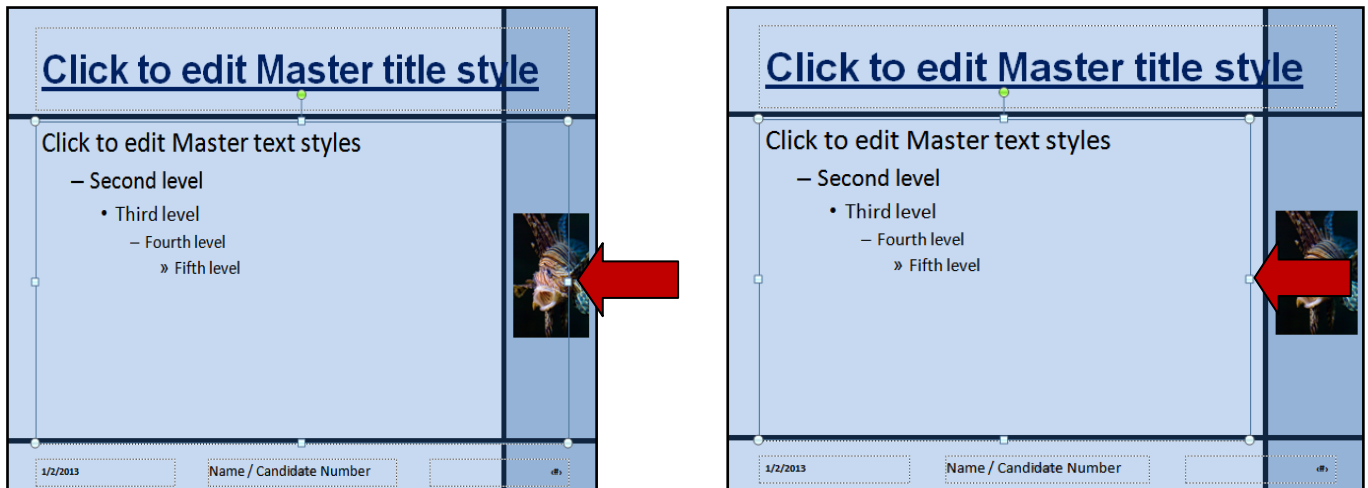 Click to edit Master title style
Click to edit Master text styles
– Second level
• Third level
– Fourth level
» Fifth level
1/2/2013
Name / Candidate Number
‹#›
Click to edit Master title style
Click to edit Master text styles
– Second level
• Third level
– Fourth level
» Fifth level
1/2/2013
Name / Candidate Number
‹#›